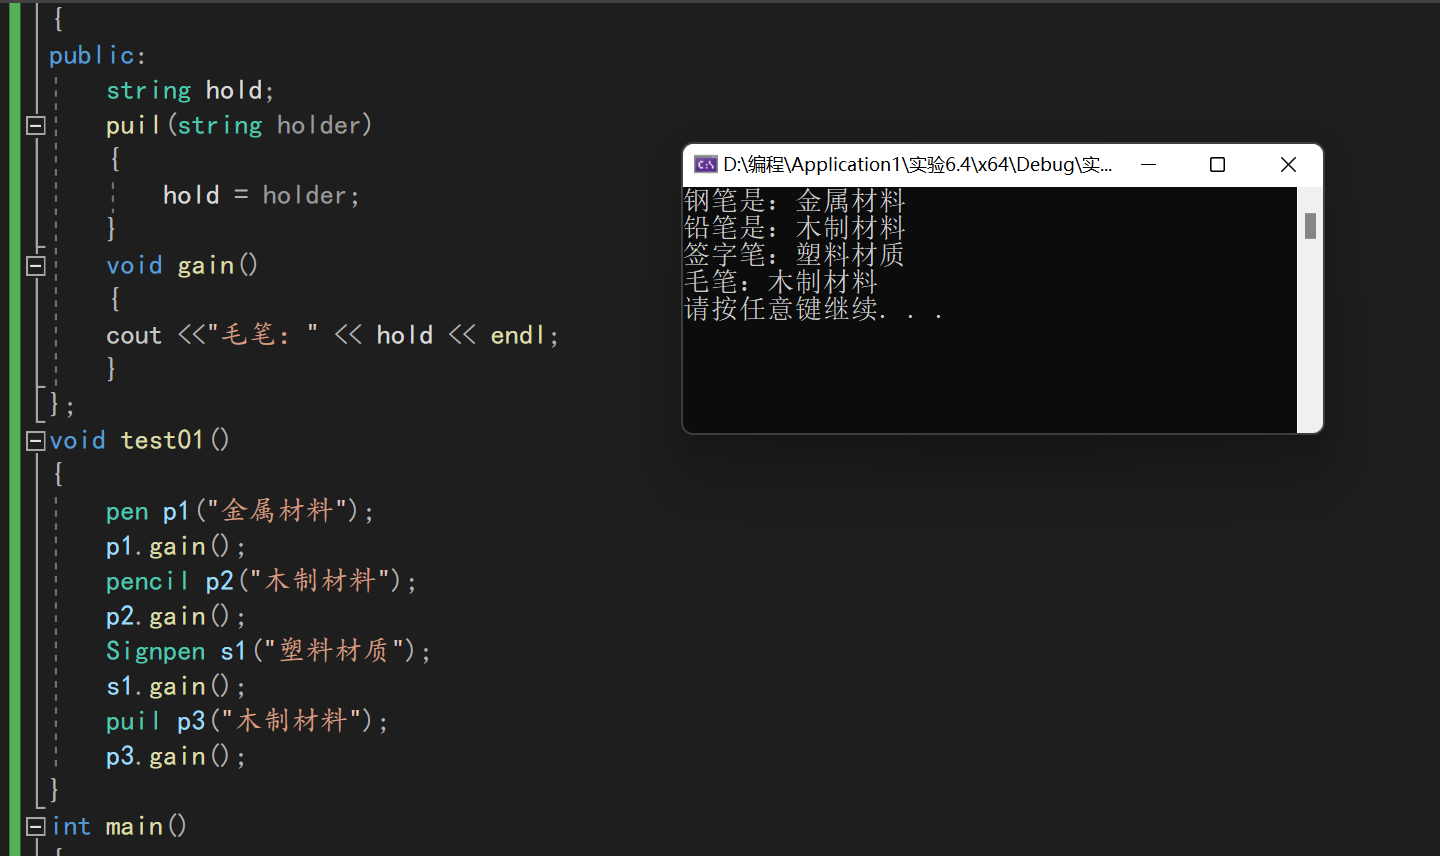 {
public:
string hold;
puil(string holder)
{
hold = holder;
}
void gain()
{
cout <<"毛笔：" << hold << endl;
}
};
void test01()
{
pen p1("金属材料");
p1.gain();
pencil p2("木制材料");
p2.gain();
Signpen s1("塑料材质");
s1.gain();
puil p3("木制材料");
p3.gain();
}
int main()
{
D:\编程\Application1\实验6.4\x64\Debug\实...
钢笔是：金属材料
铅笔是：木制材料
签字笔：塑料材质
毛笔：木制材料
请按任意键继续. . .